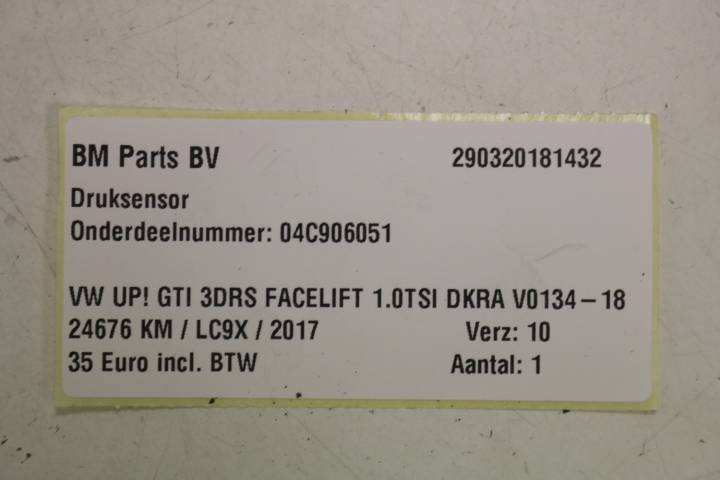 BM Parts BV 290320181432
Druksensor
Onderdeelnummer: 04C906051
VW UP! GTI 3DRS FACELIFT 1.0TSI DKRA V0134-18
24676 KM / LC9X / 2017 Verz: 10
35 Euro incl. BTW Aantal: 1